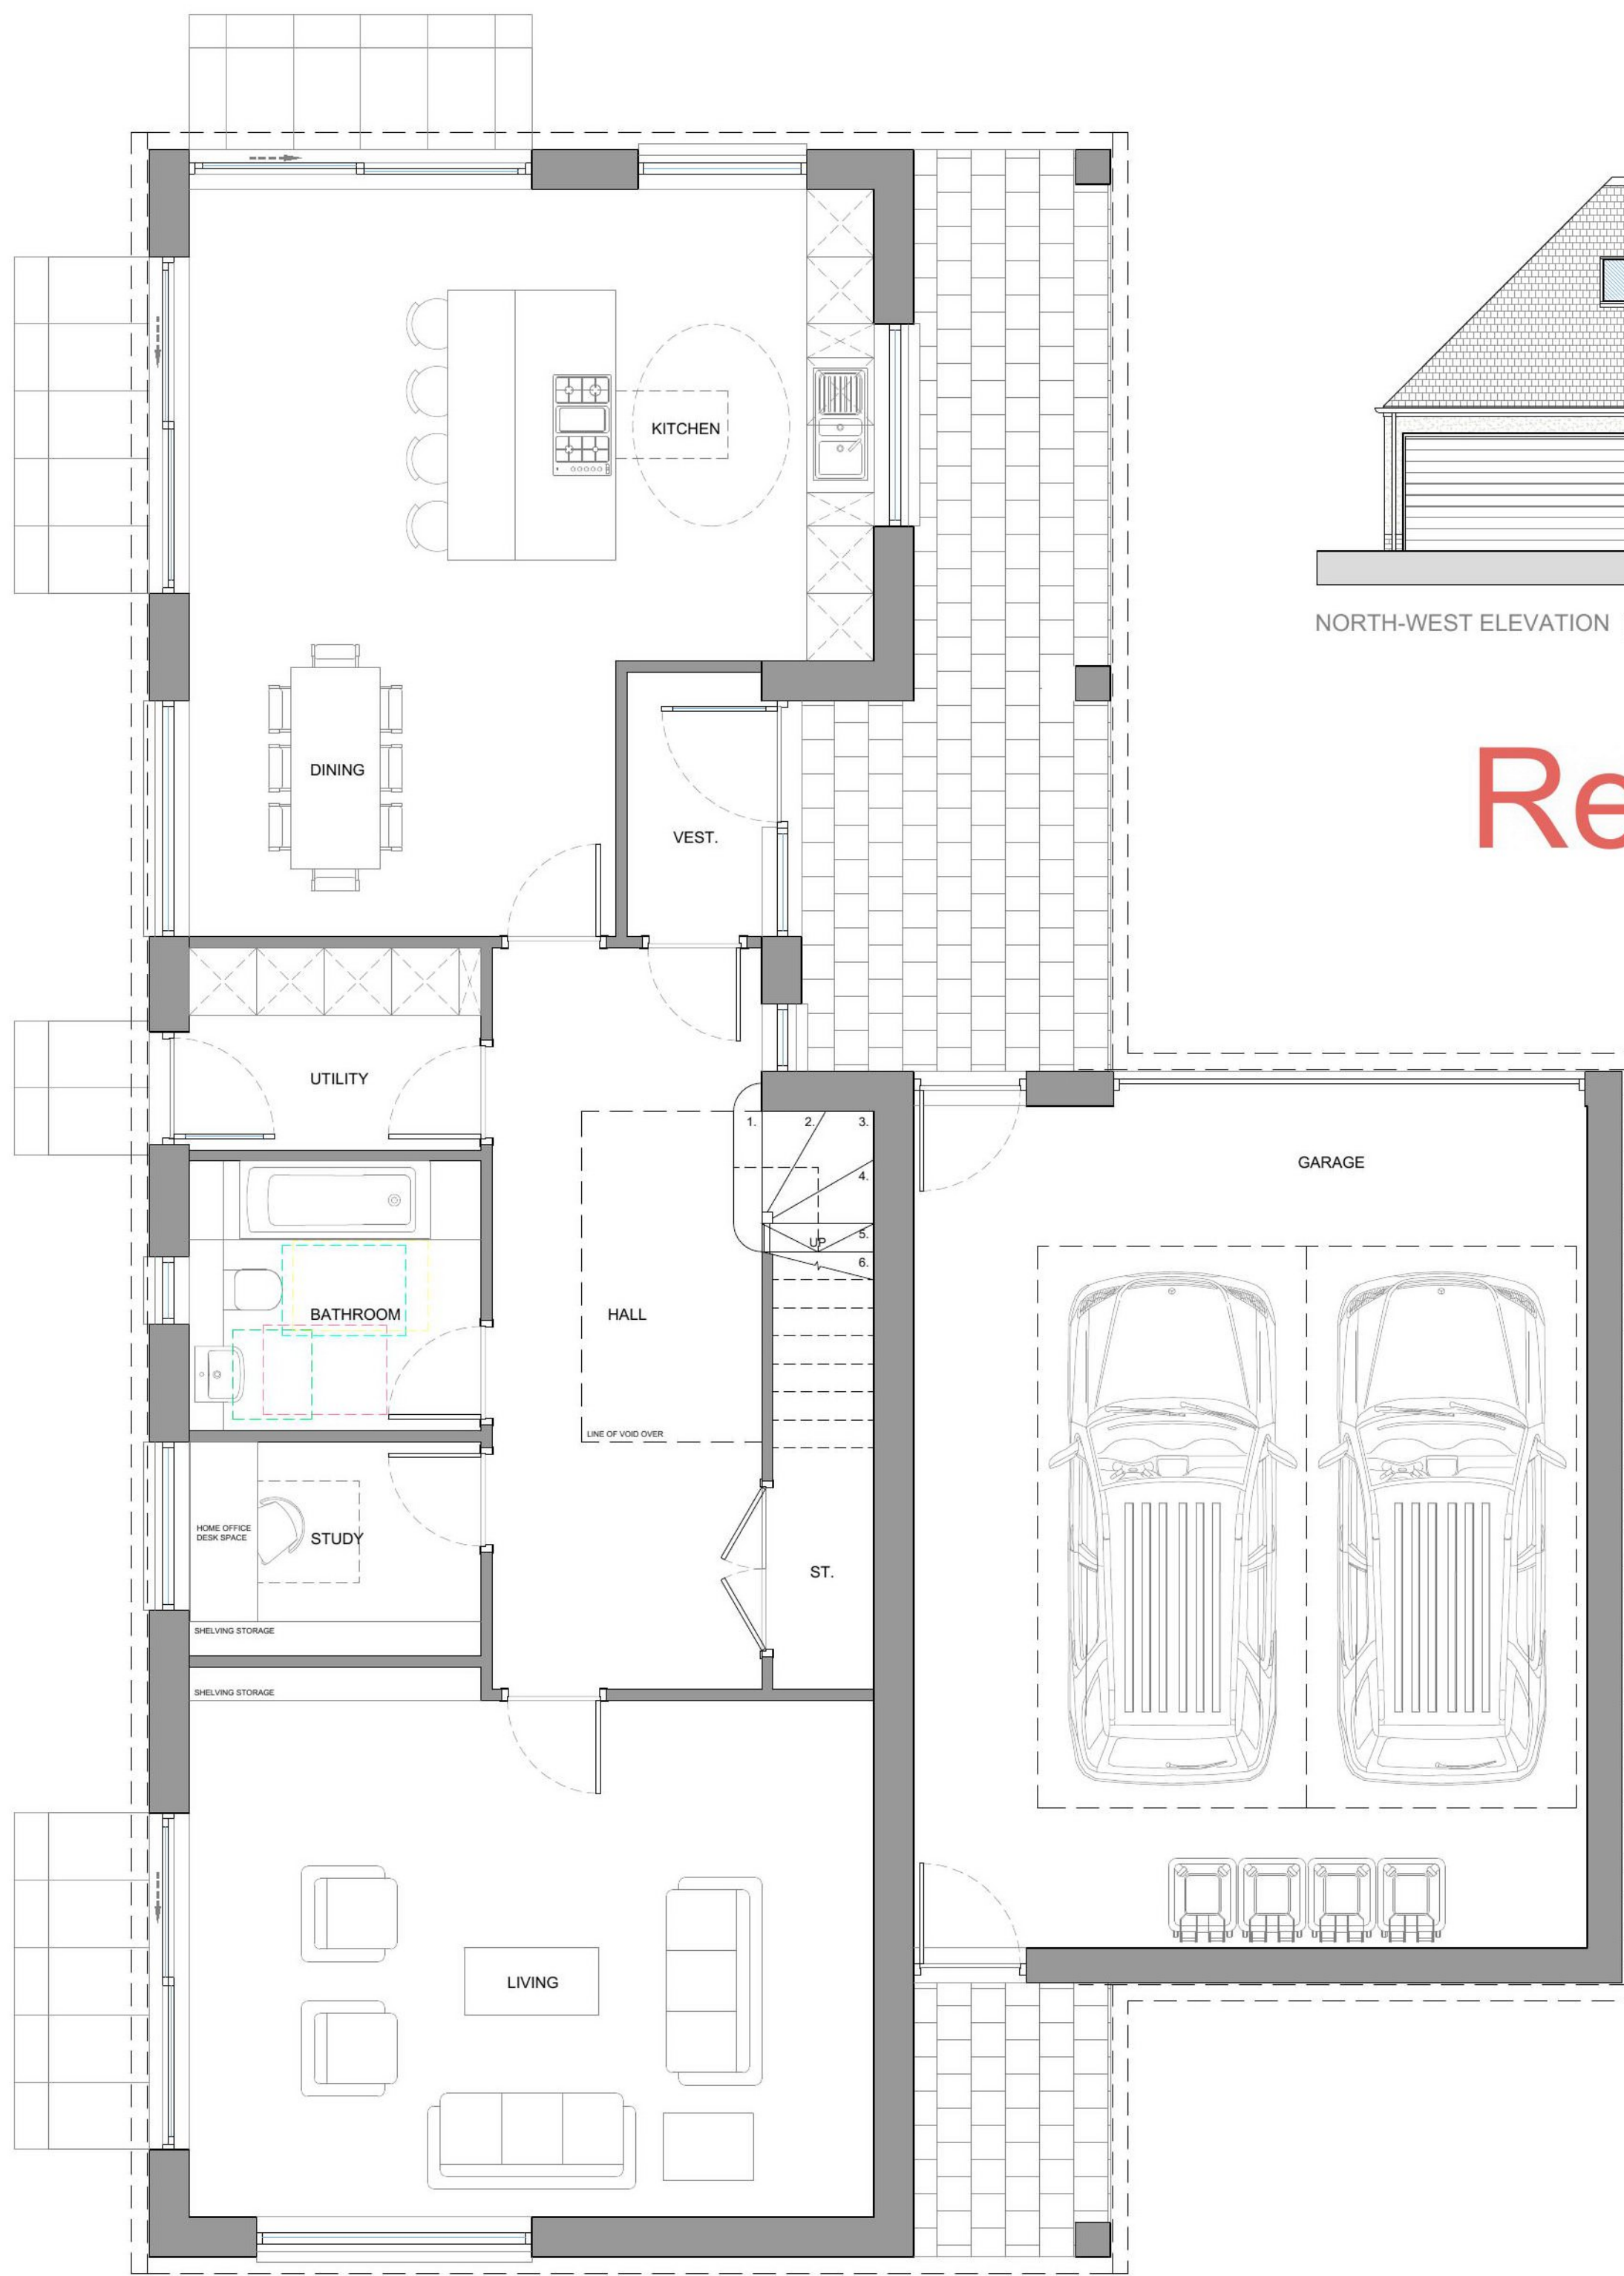 KITCHEN
NORTH-WEST ELEVATION
Re
DINING
VEST.
UTILITY
1.
2.
3.
4.
5.
UP
6.
GARAGE
BATHROOM
HALL
LINE OF VOID OVER
HOME OFFICE
DESK SPACE
STUDY
ST.
SHELVING STORAGE
SHELVING STORAGE
LIVING